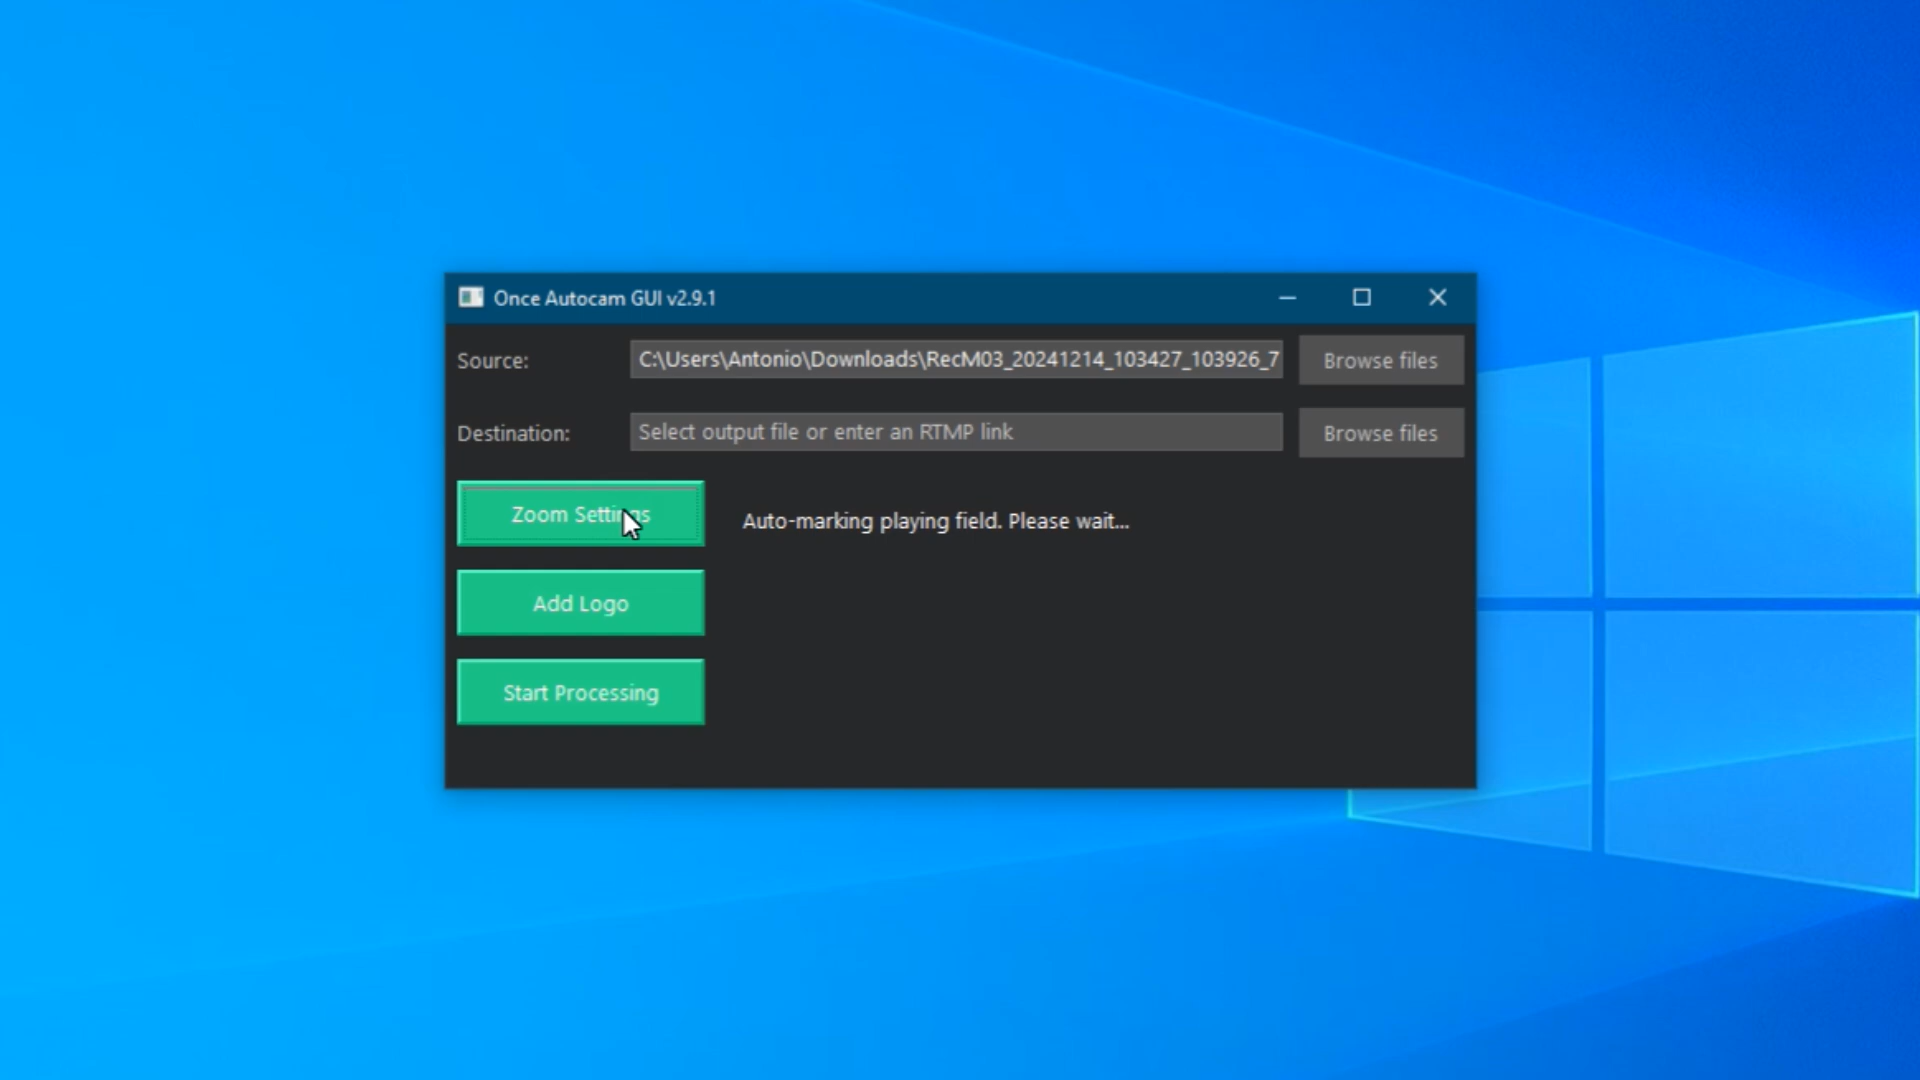 Once Autocam GUI v2.9.1
Source:
C:\Users\Antonio\Downloads\RecM03_20241214_103427_103926_7
Browse files
Destination:
Select output file or enter an RTMP link
Browse files
Zoom Settings
Auto-marking playing field. Please wait...
Add Logo
Start Processing